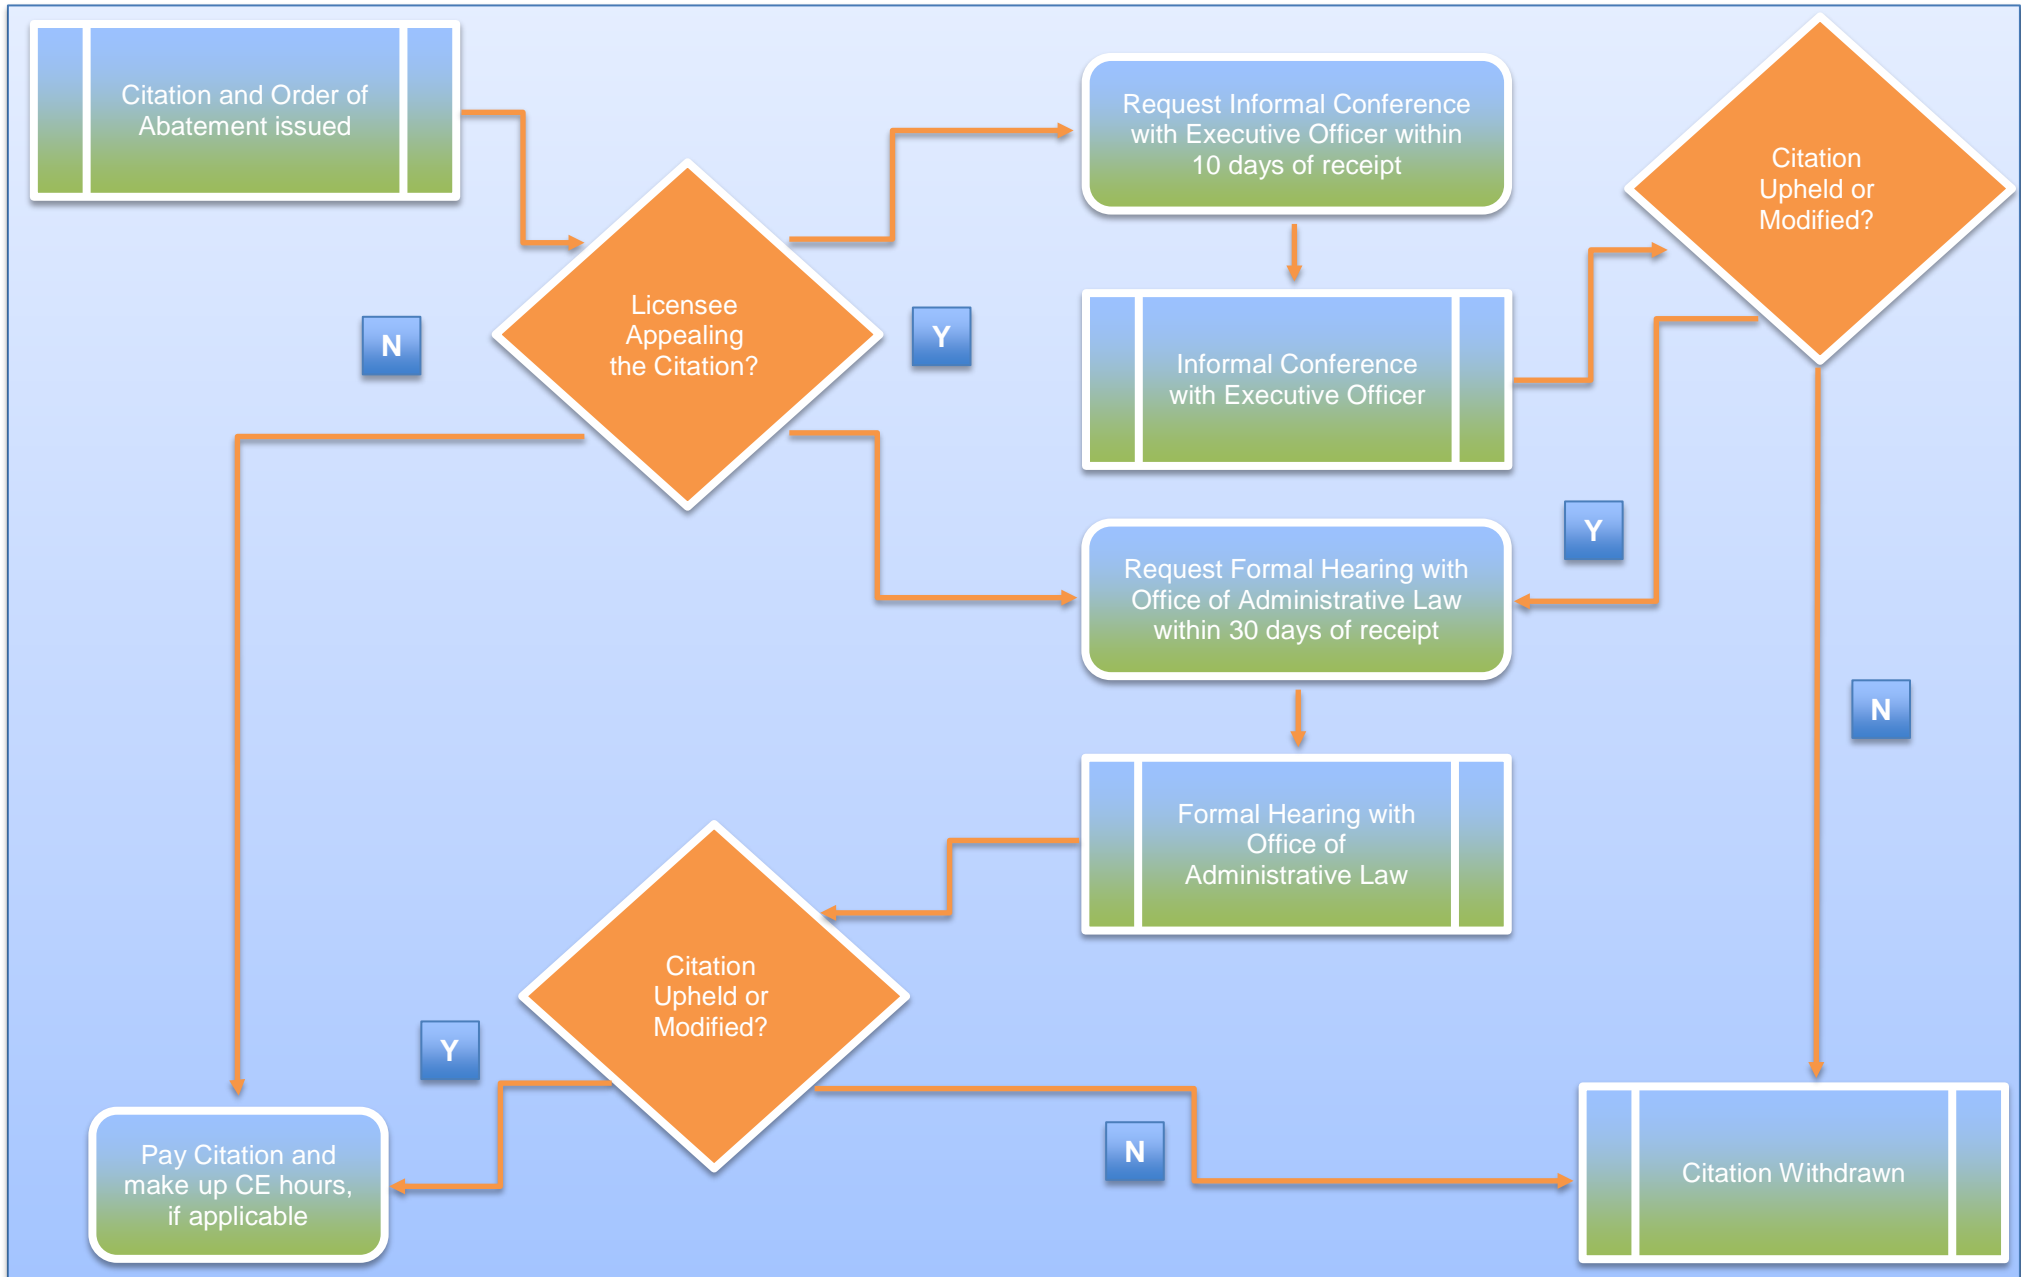 Citation and Order of
Abatement issued
Request Informal Conference
with Executive Officer within
10 days of receipt
Citation
Upheld or
Modified?
Licensee
Appealing
the Citation?
N
Y
Informal Conference
with Executive Officer
Request Formal Hearing with
Office of Administrative Law
within 30 days of receipt
Y
N
Formal Hearing with
Office of
Administrative Law
Citation
Upheld or
Modified?
Y
N
Pay Citation and
make up CE hours,
if applicable
Citation Withdrawn